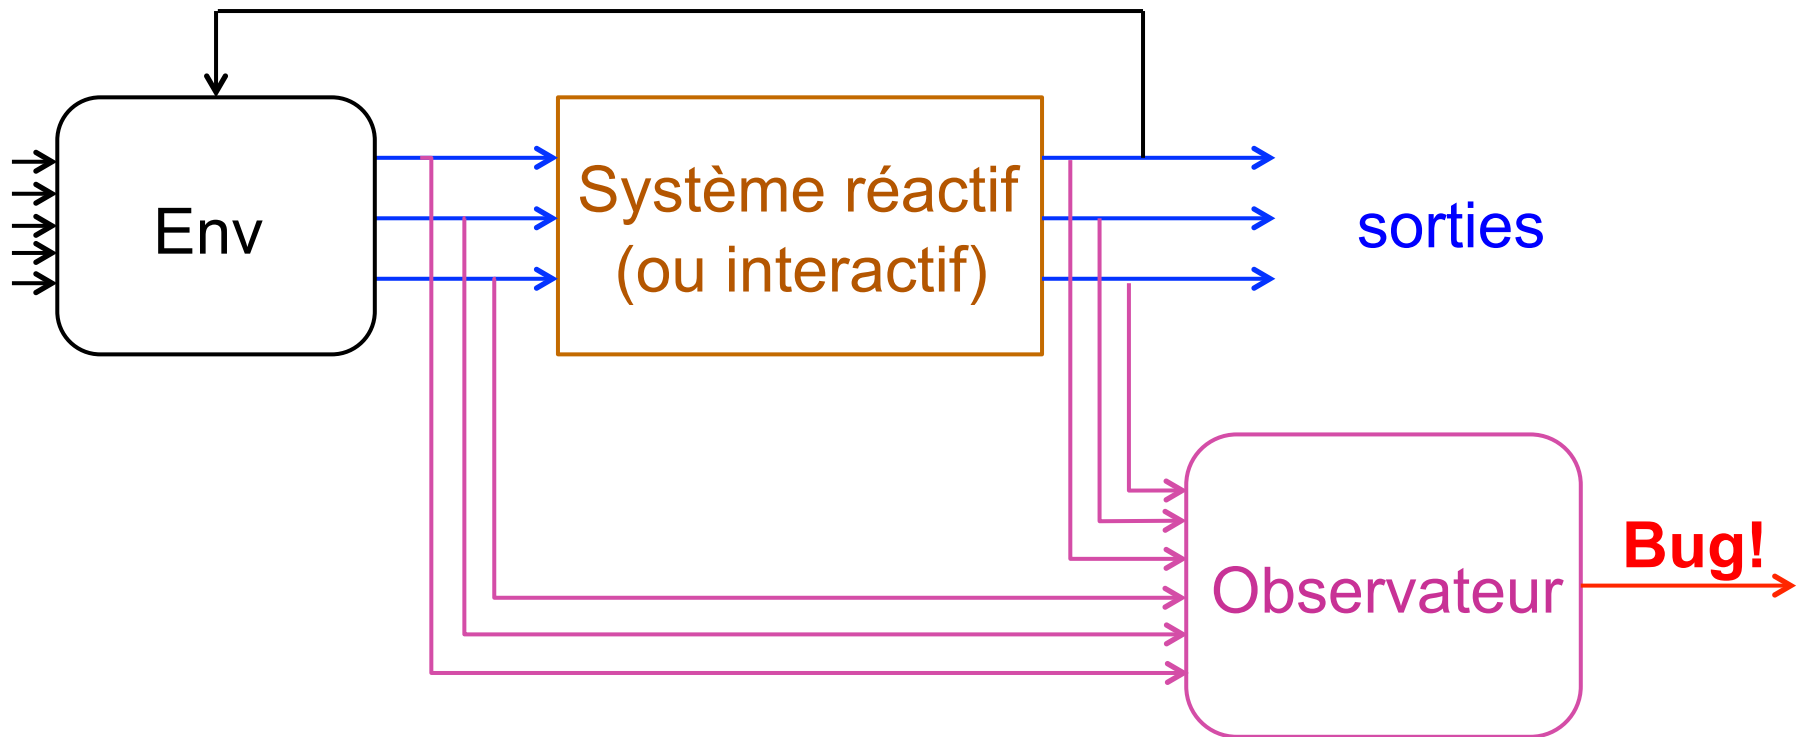 Env
Système réactif
(ou interactif)
sorties
Bug!
Observateur